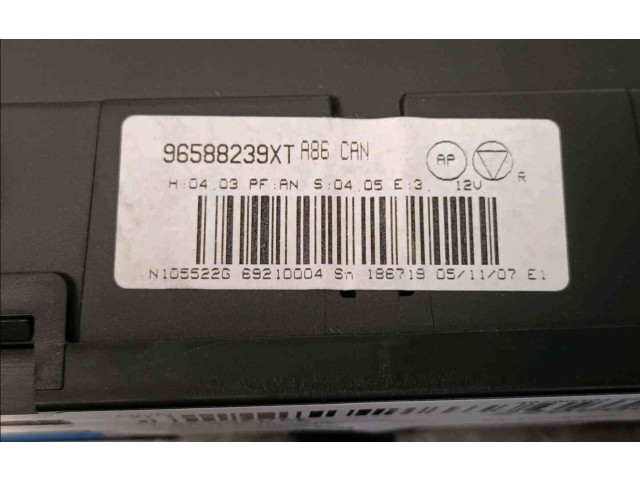 96588239XT A86 CAN
AP
H:04.03 PF:AN S:04.05 E:3. 12V R
N105522G 69210004 Sn 196719 05/11/07 E1